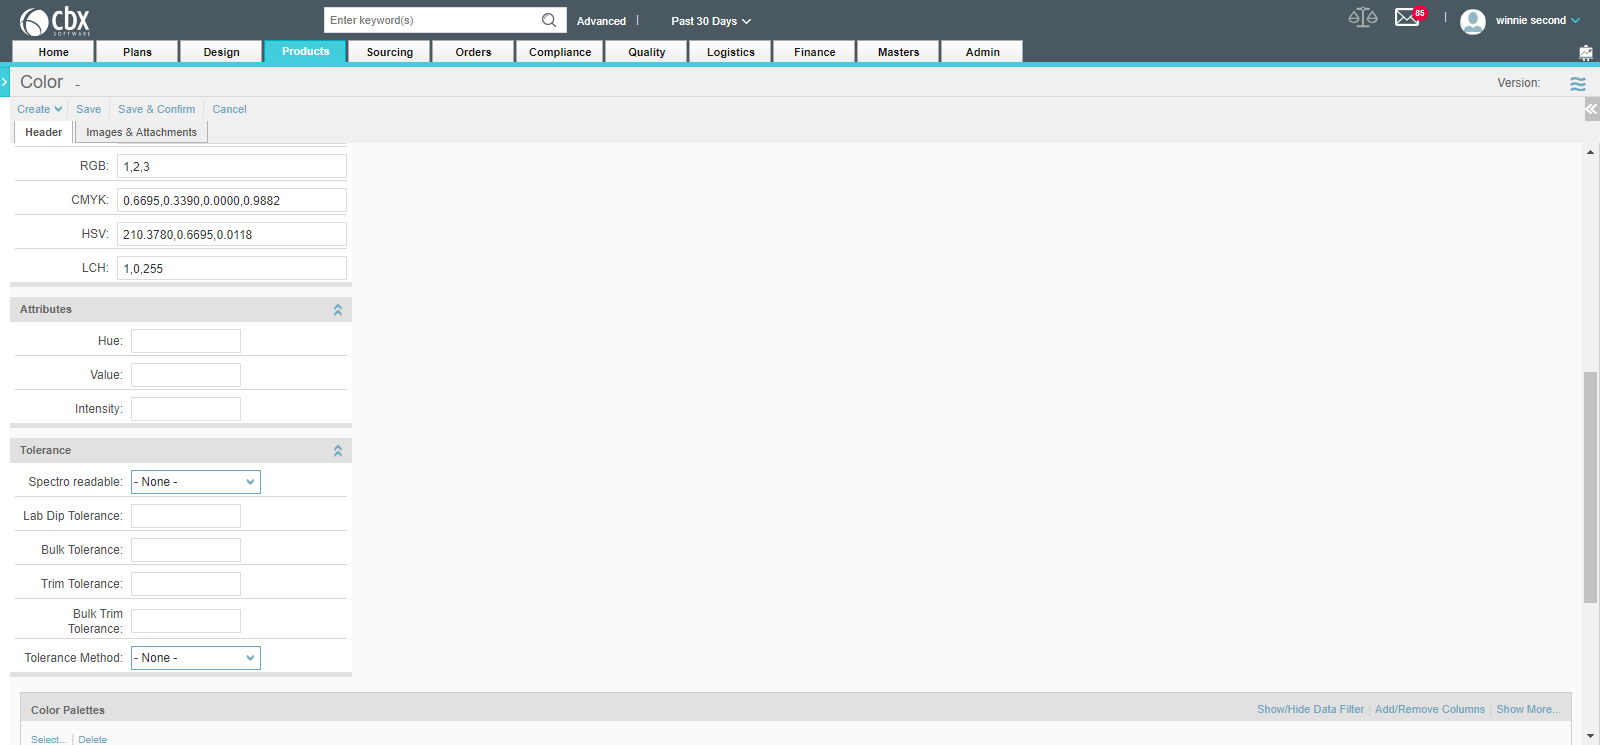 cbx
SOFTWARE
Enter keyword(s)
Advanced
Past 30 Days
85
winnie second
Home
Plans
Design
Products
Sourcing
Orders
Compliance
Quality
Logistics
Finance
Masters
Admin
Color -
Version:
Create
Save
Save & Confirm
Cancel
Header
Images & Attachments
RGB: 1,2,3
CMYK: 0.6695,0.3390,0.0000,0.9882
HSV: 210.3780,0.6695,0.0118
LCH: 1,0,255
Attributes
Hue:
Value:
Intensity:
Tolerance
Spectro readable: - None -
Lab Dip Tolerance:
Bulk Tolerance:
Trim Tolerance:
Bulk Trim
Tolerance:
Tolerance Method: - None -
Color Palettes
Show/Hide Data Filter | Add/Remove Columns | Show More...
Select... | Delete